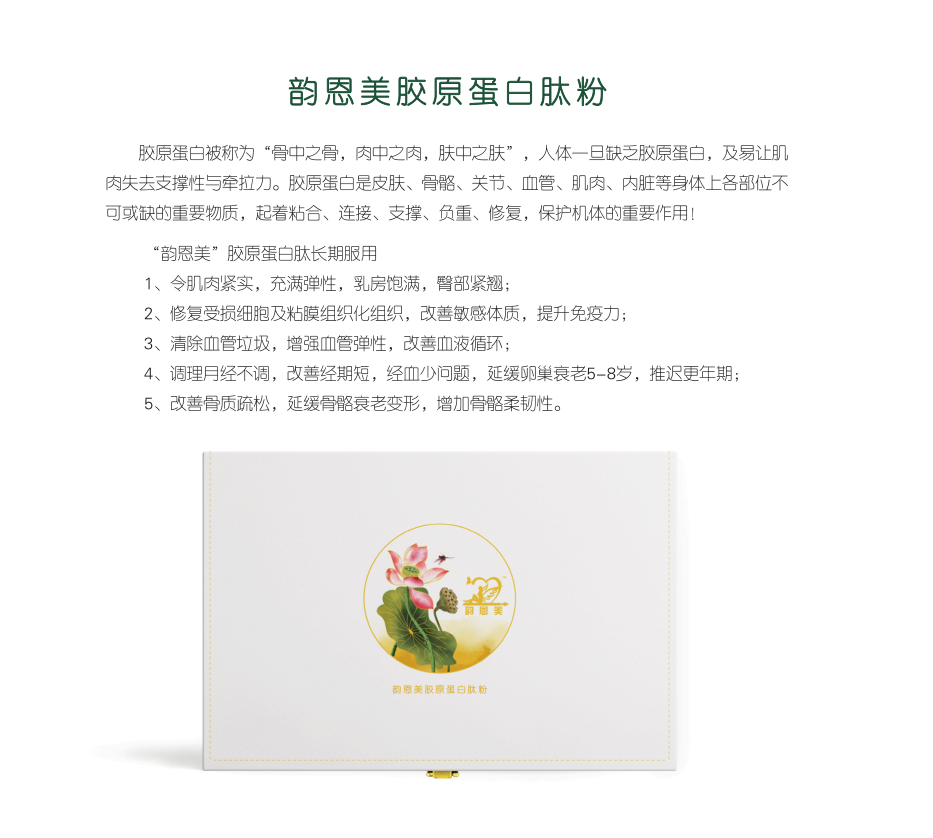 韵恩美胶原蛋白肽粉
胶原蛋白被称为“骨中之骨，肉中之肉，肤中之肤”，人体一旦缺乏胶原蛋白，及易让肌
肉失去支撑性与牵拉力。胶原蛋白是皮肤、骨骼、关节、血管、肌肉、内脏等身体上各部位不
可或缺的重要物质，起着粘合、连接、支撑、负重、修复，保护机体的重要作用！
“韵恩美”胶原蛋白肽长期服用
1、令肌肉紧实，充满弹性，乳房饱满，臀部紧翘；
2、修复受损细胞及粘膜组织化组织，改善敏感体质，提升免疫力；
3、清除血管垃圾，增强血管弹性，改善血液循环；
4、调理月经不调，改善经期短，经血少问题，延缓卵巢衰老5-8岁，推迟更年期；
5、改善骨质疏松，延缓骨骼衰老变形，增加骨骼柔韧性。
韵恩美
韵恩美胶原蛋白肽粉